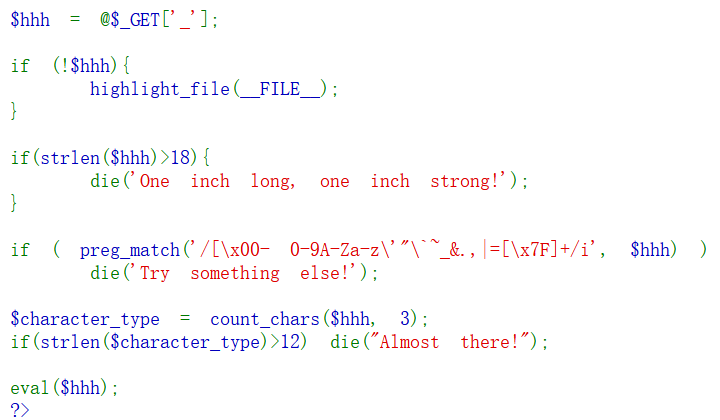 $hhh = @$_GET['_'];
if (!$hhh){
highlight_file(__FILE__);
}
if(strlen($hhh)>18){
die('One inch long, one inch strong!');
}
if ( preg_match('/[\x00- 0-9A-Za-z\'"\`~_&.,|=[\x7F]+/i', $hhh) )
die('Try something else!');
$character_type = count_chars($hhh, 3);
if(strlen($character_type)>12) die("Almost there!");
eval($hhh);
?>